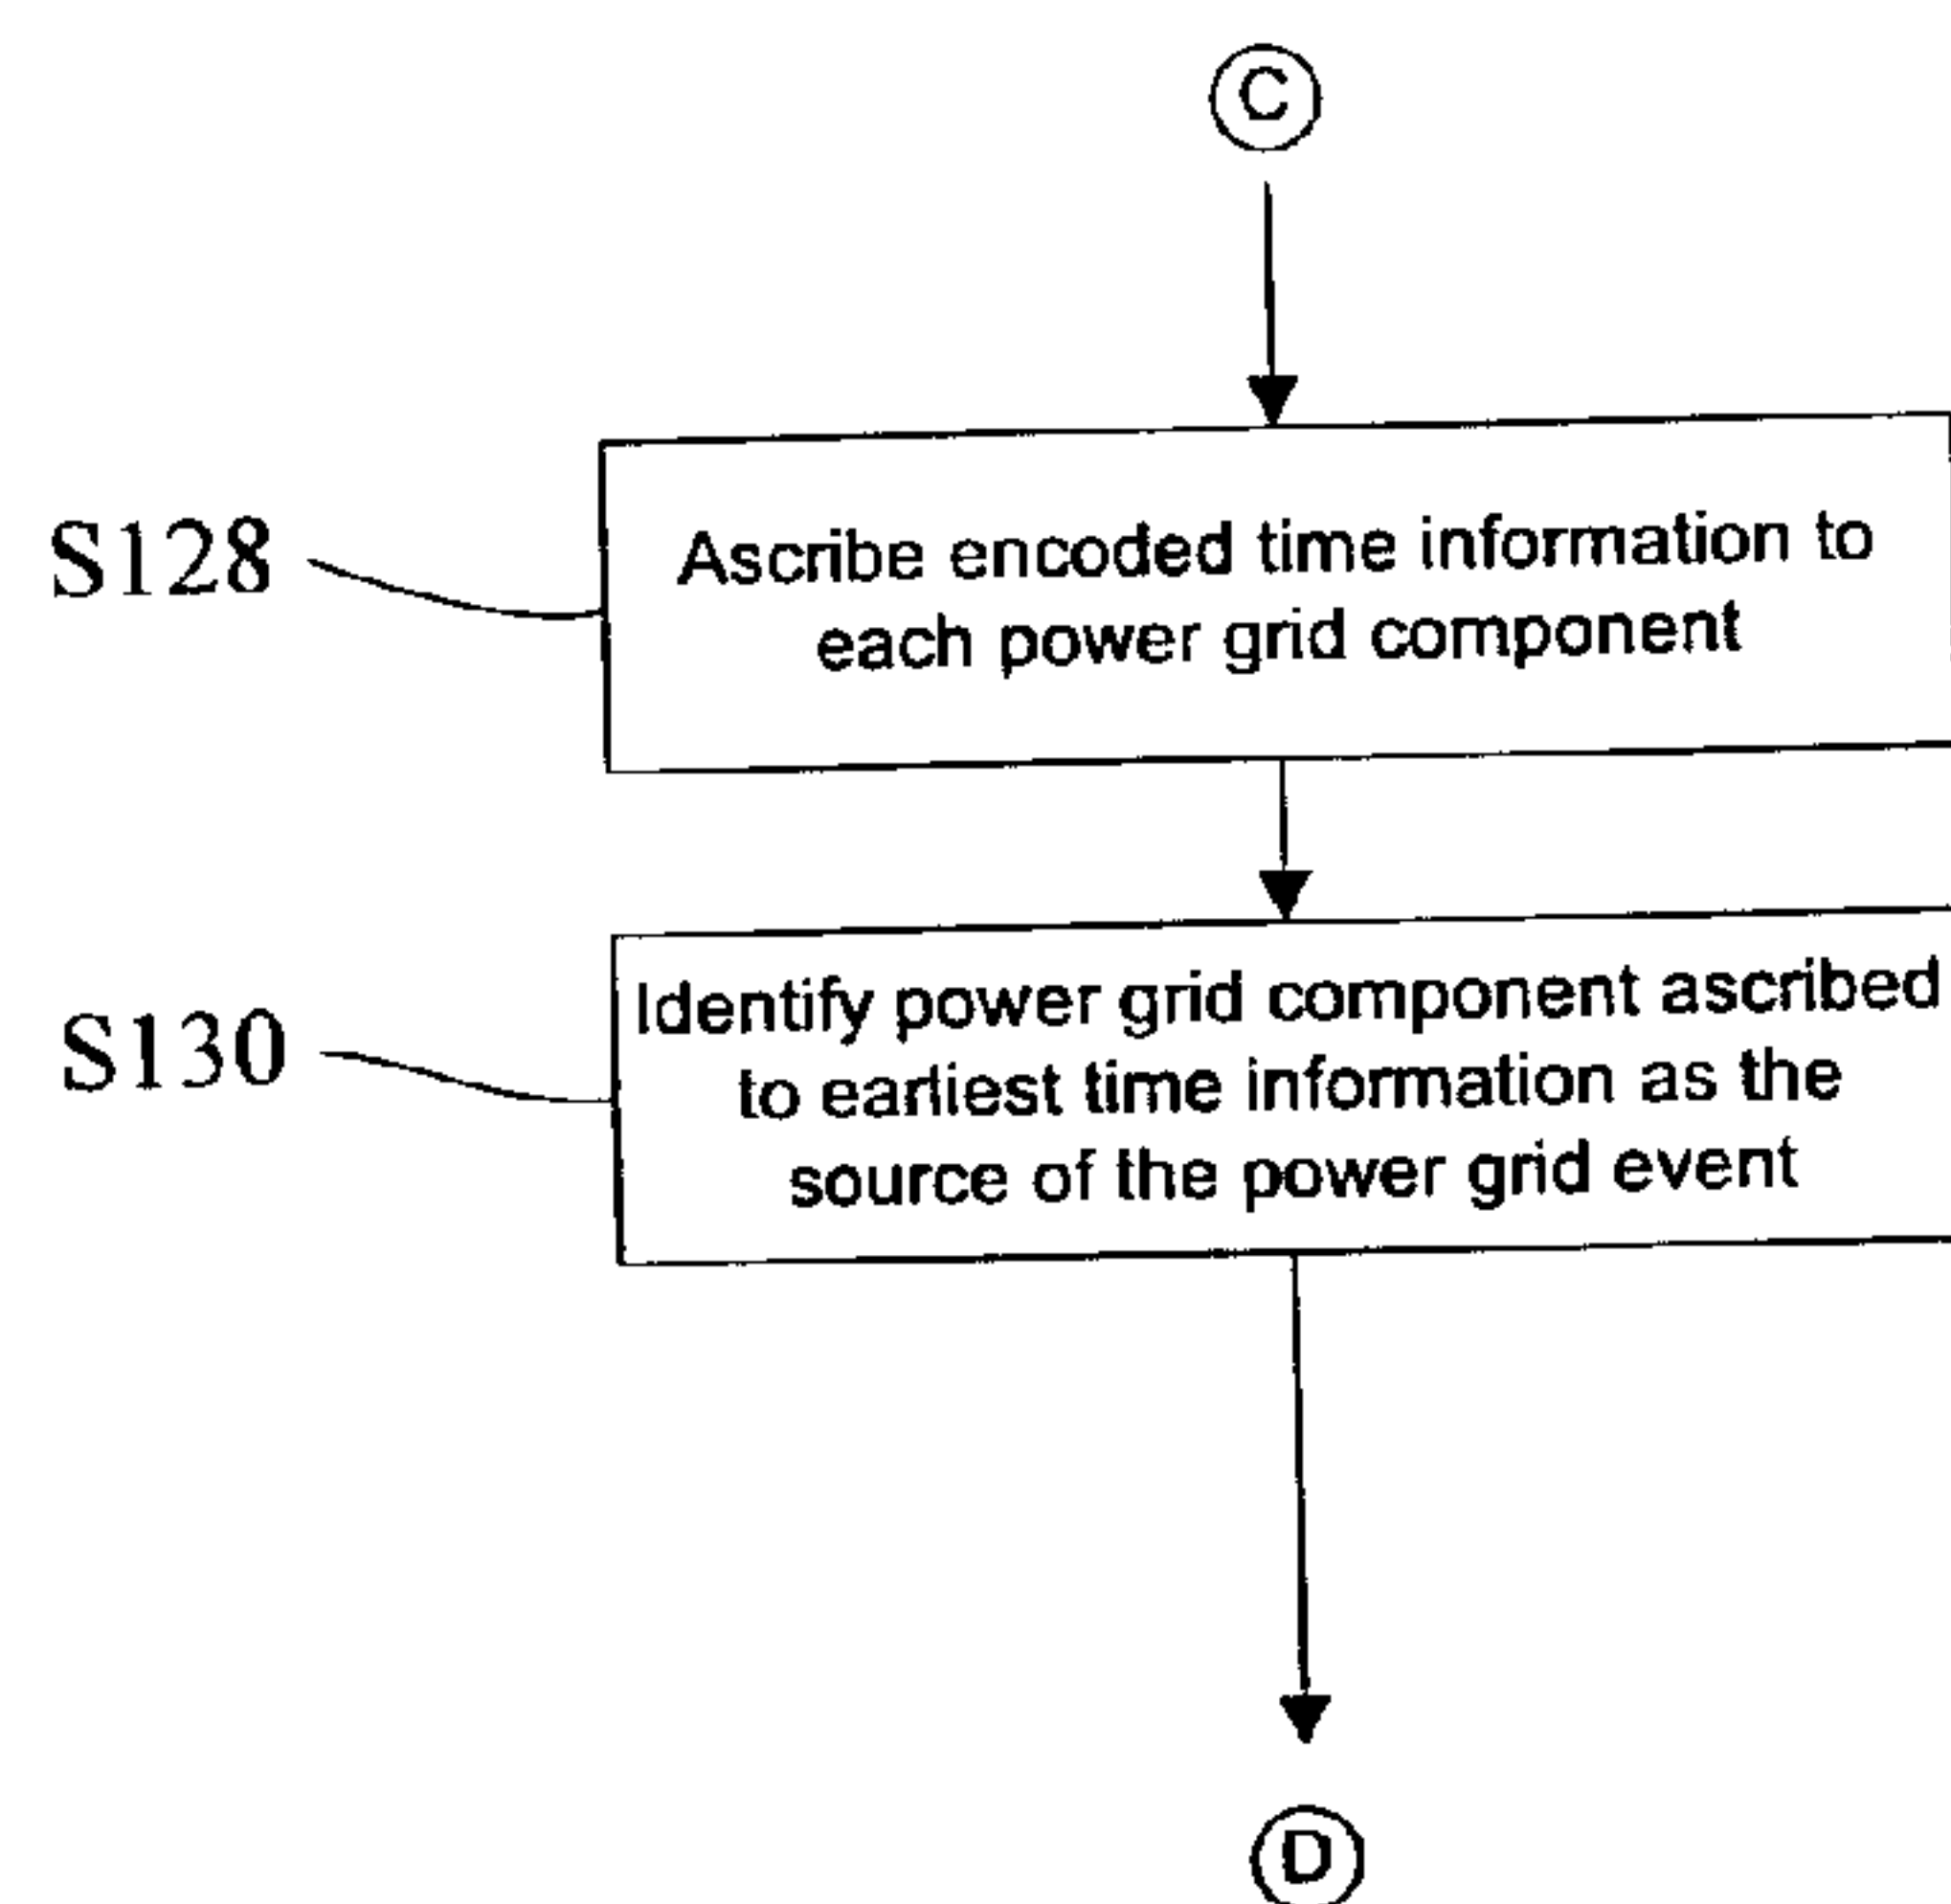 C
S128
Ascribe encoded time information to
each power grid component
S130
Identify power grid component ascribed
to earliest time information as the
source of the power grid event
D